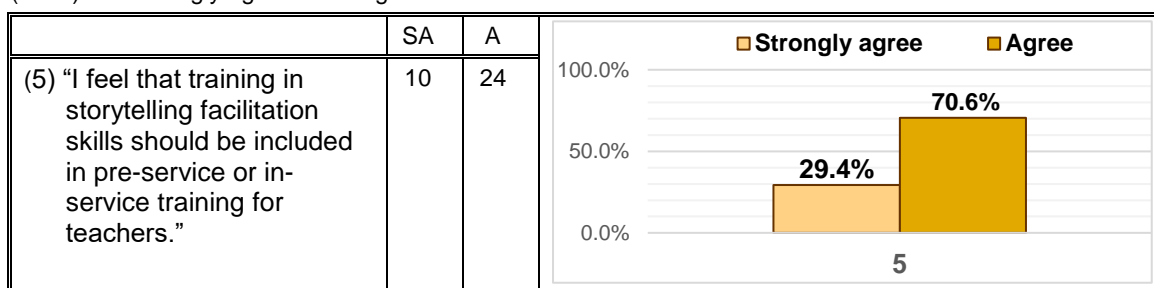 SA A
(5) “I feel that training in 10 24
storytelling facilitation
skills should be included
in pre-service or in-
service training for
teachers.”
Strongly agree Agree
100.0%
70.6%
50.0%
29.4%
0.0%
5